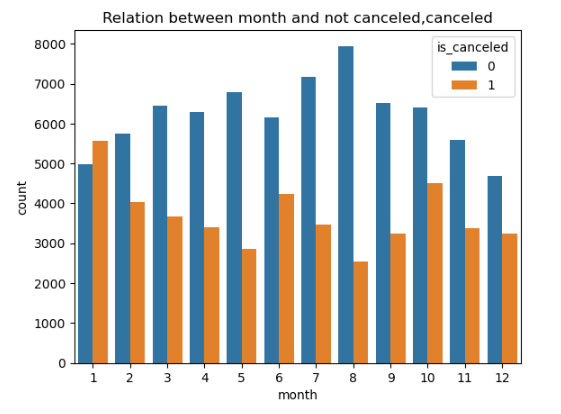 Relation between month and not canceled,canceled
is_canceled
0
1
8000
7000
6000
5000
4000
3000
2000
1000
0
count
1 2 3 4 5 6 7 8 9 10 11 12
month